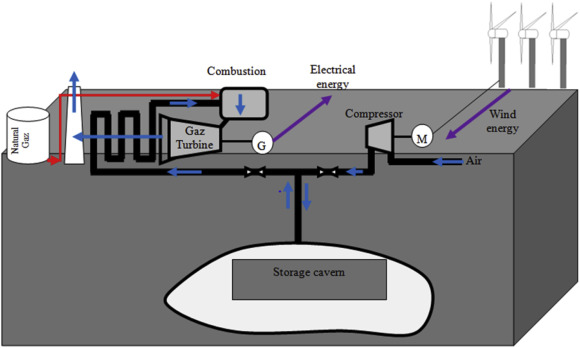 Combustion
Electrical
energy
Natural
Gaz
Gaz
Turbine
G
Compressor
M
Wind
energy
Air
Storage cavern